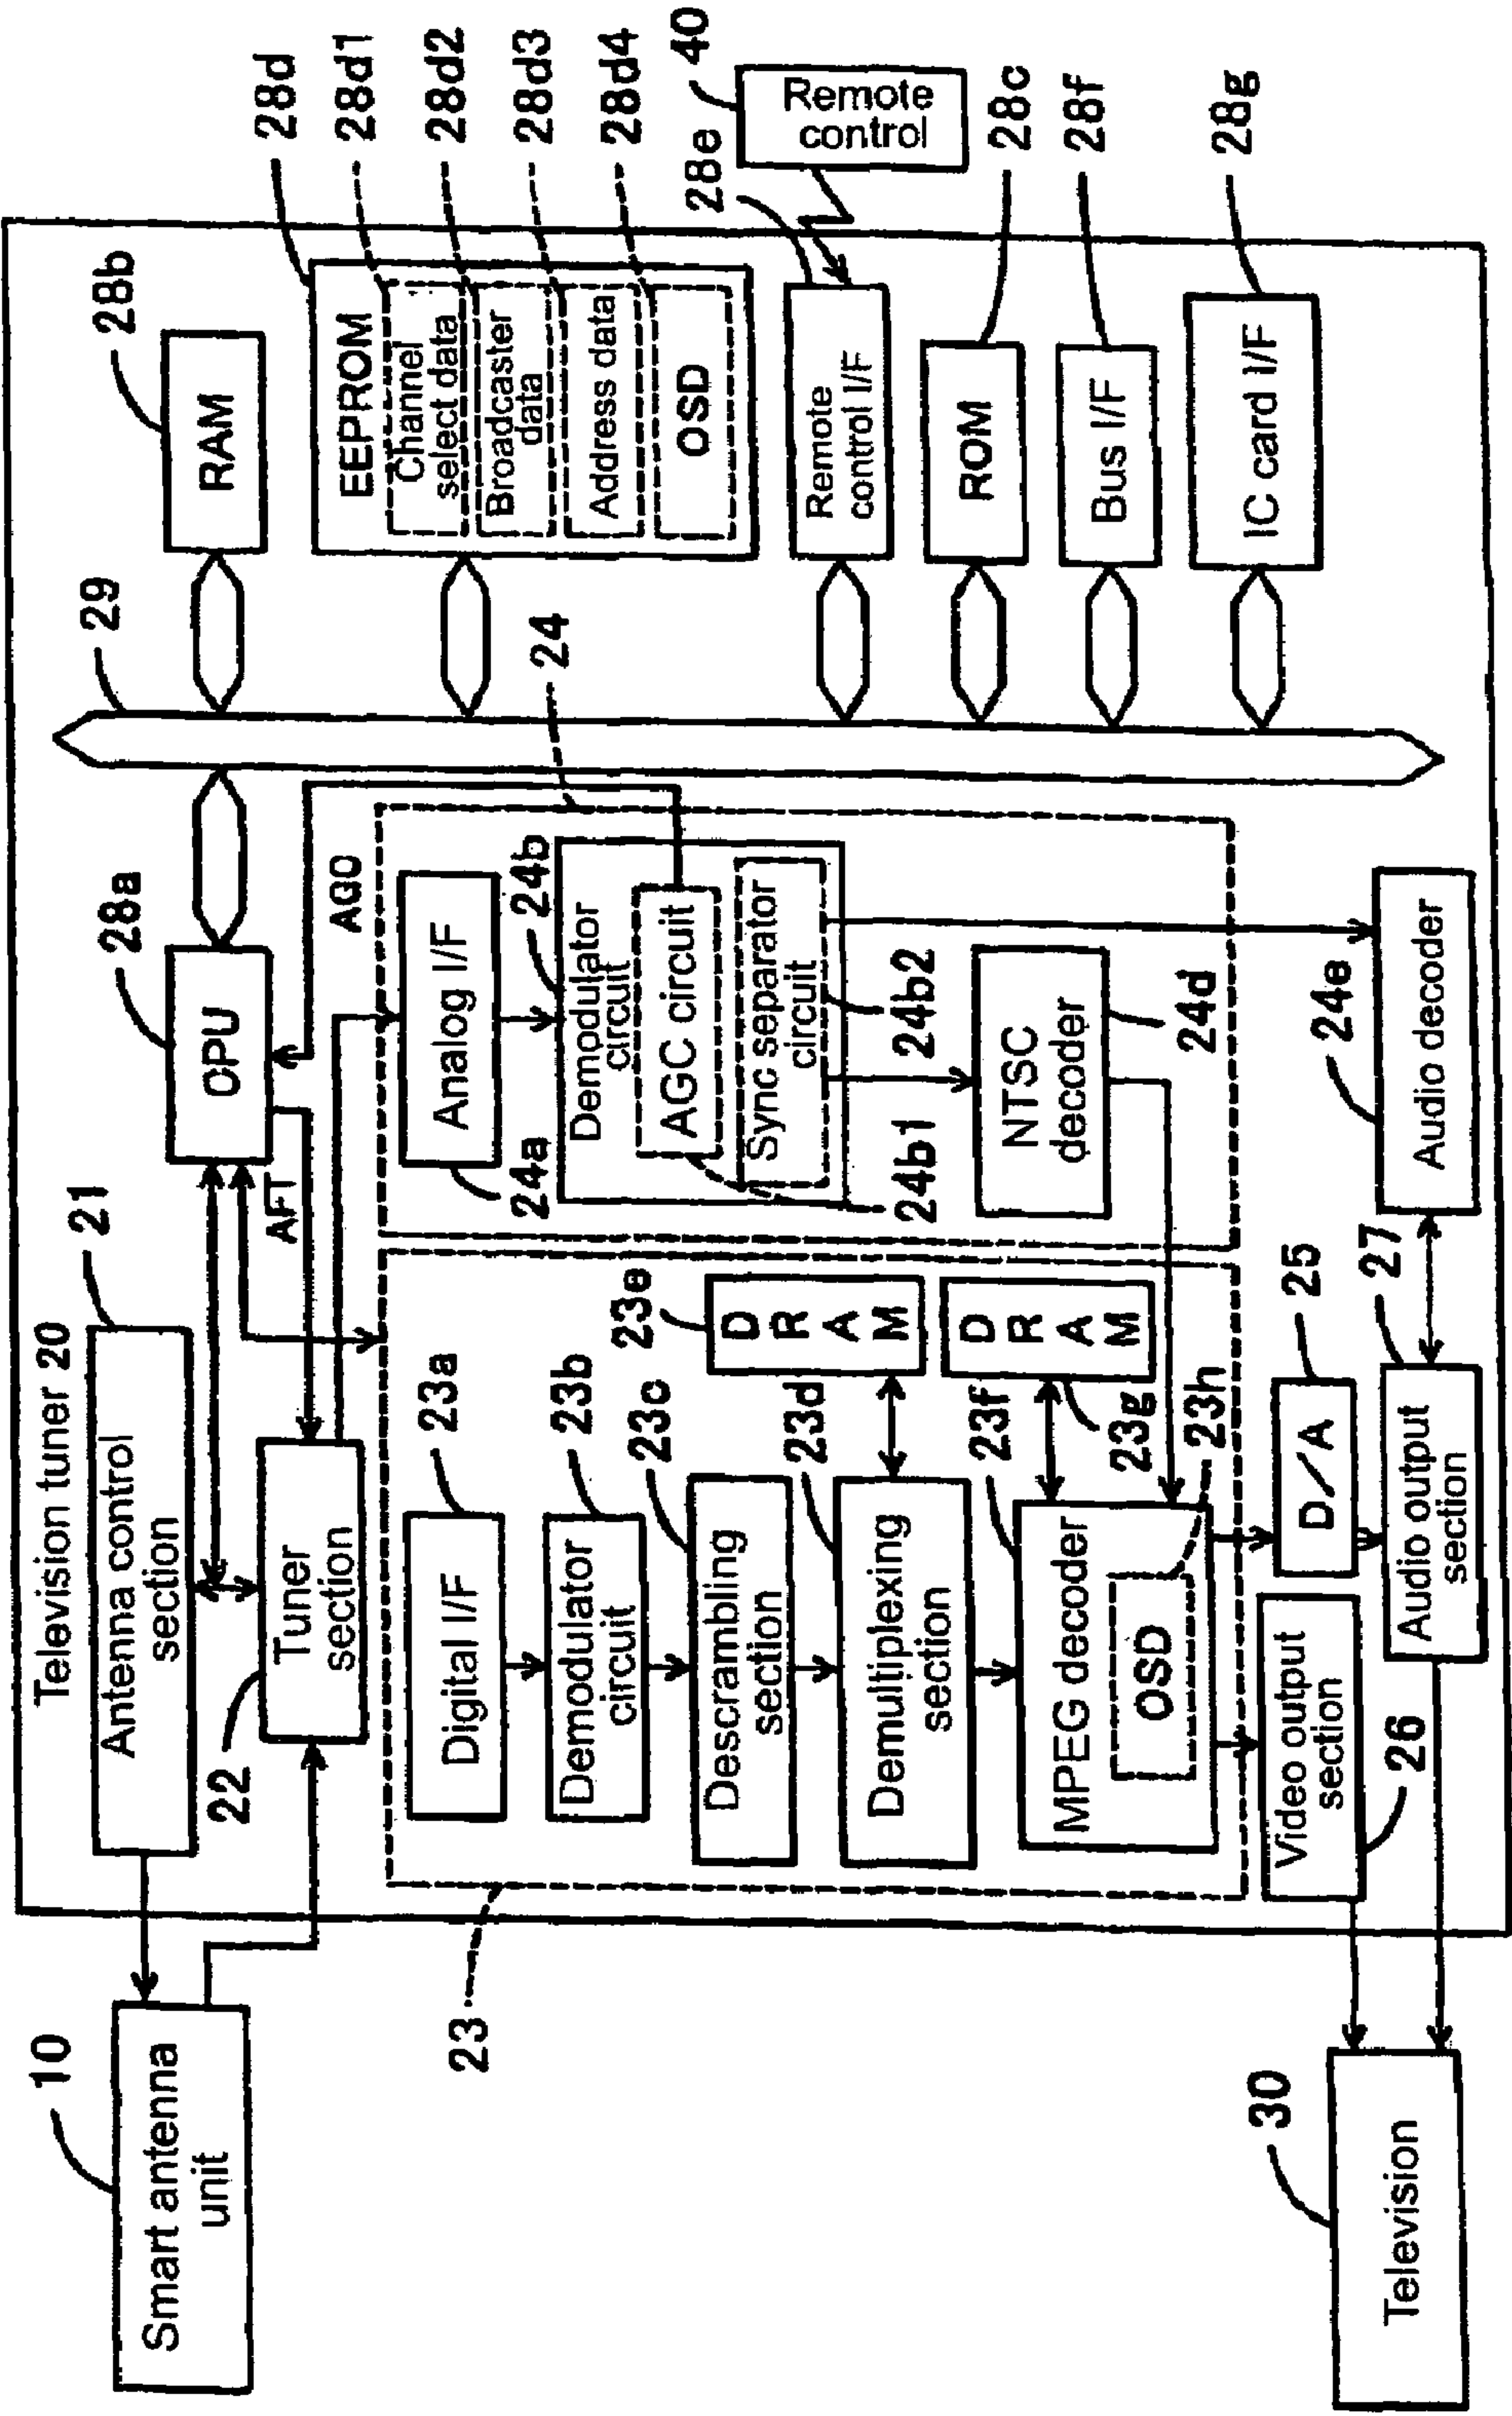 10
Smart antenna
unit
Television tuner 20
21
Antenna control
section
22
Tuner
section
AFT
28a
CPU
AGC
29
28b
RAM
28d
EEPROM
28d1
Channel
select data
28d2
Broadcaster
data
28d3
Address data
28d4
OSD
40
Remote
control
28e
Remote
control I/F
28c
ROM
28f
Bus I/F
28g
IC card I/F
23
Digital I/F
23a
Demodulator
circuit
23b
Descrambling
section
23c
Demultiplexing
section
23d
23e
D
R
A
M
MPEG decoder
23f
OSD
23h
D
R
A
M
23g
24
Analog I/F
24a
24b
Demodulator
circuit
AGC circuit
24b1
Sync separator
circuit
24b2
NTSC
decoder
24d
24e
Audio decoder
25
D/A
27
Audio output
section
Video output
section
26
30
Television